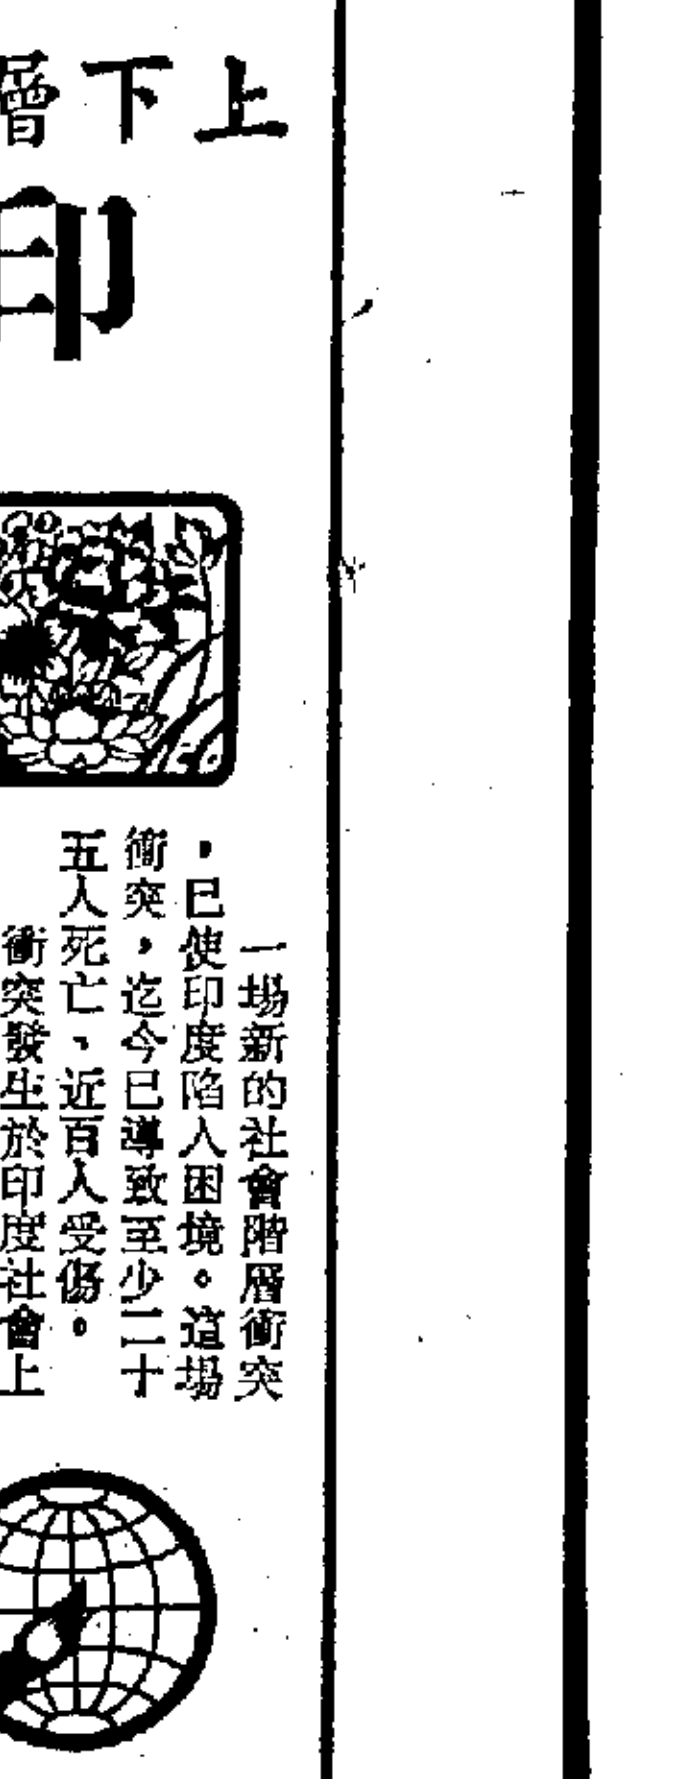 上下層
印
一場新的社會階層衝突
，已使印度陷入困境。這場
衝突，迄今已導致至少二十
五人死亡、近百人受傷。
衝突發生於印度社會上